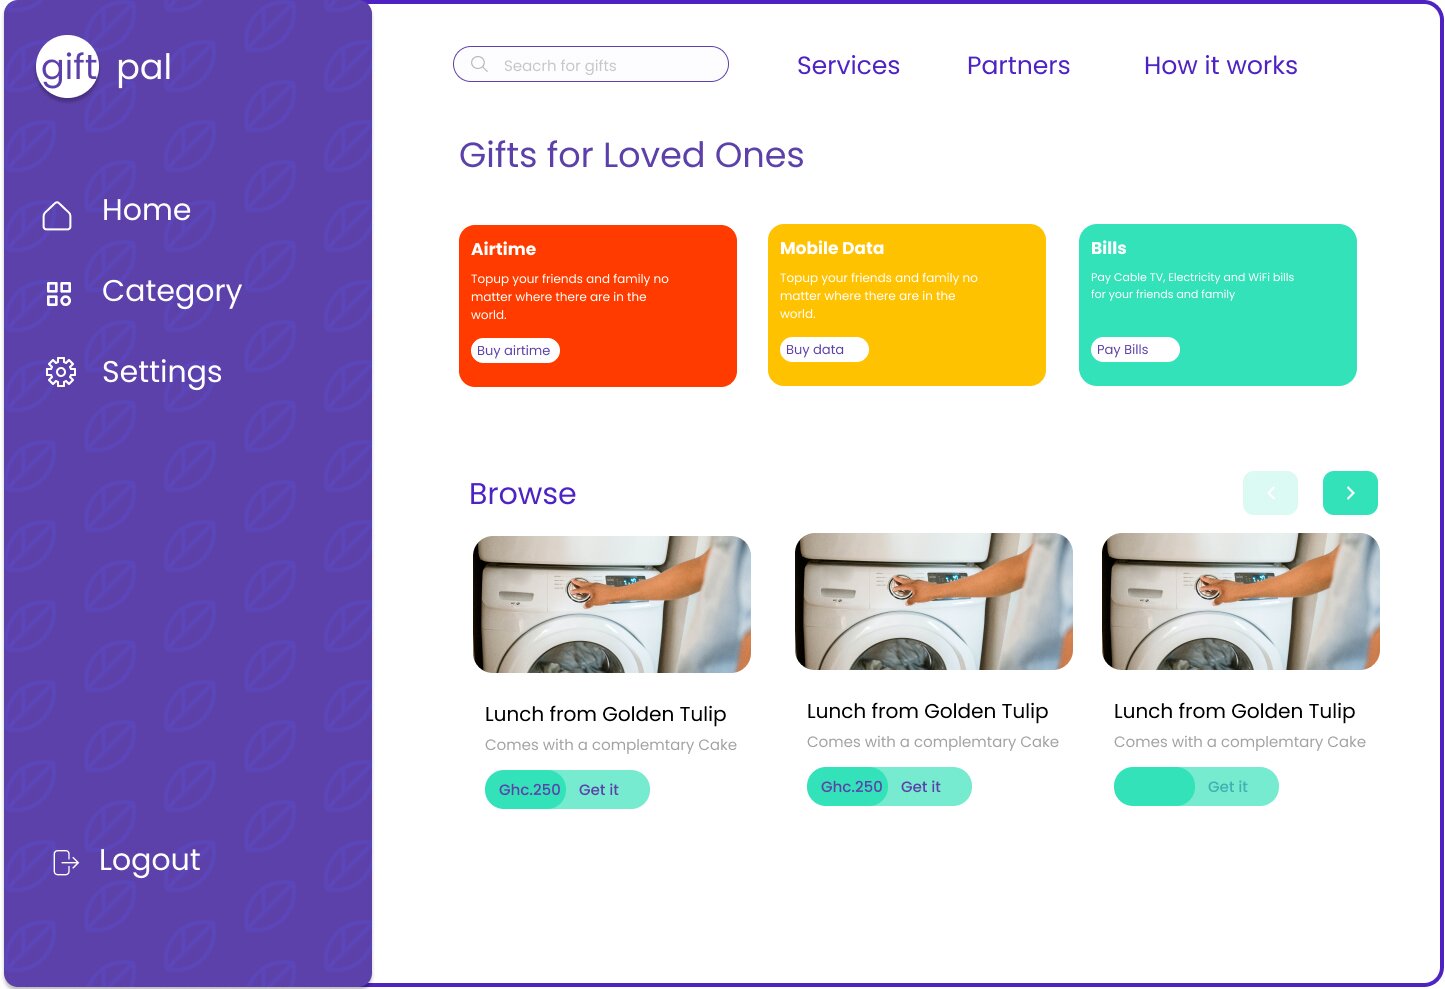 gift pal
Seacrh for gifts
Services
Partners
How it works
Home
Category
Settings
Logout
Gifts for Loved Ones
Airtime
Topup your friends and family no
matter where there are in the
world.
Buy airtime
Mobile Data
Topup your friends and family no
matter where there are in the
world.
Buy data
Bills
Pay Cable TV, Electricity and WiFi bills
for your friends and family
Pay Bills
Browse
Lunch from Golden Tulip
Comes with a complemtary Cake
Ghc.250 Get it
Lunch from Golden Tulip
Comes with a complemtary Cake
Ghc.250 Get it
Lunch from Golden Tulip
Comes with a complemtary Cake
Get it